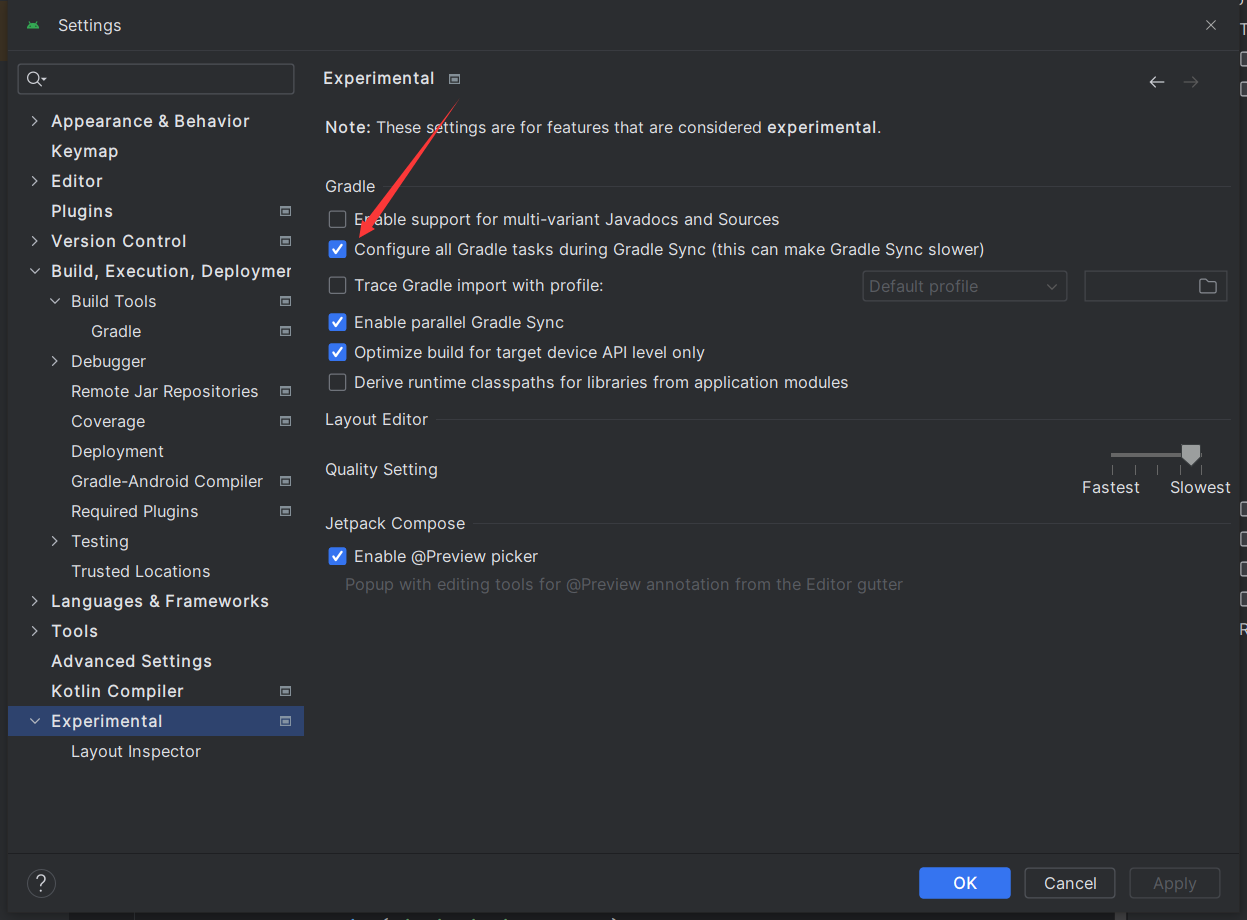 Settings
Experimental
Note: These settings are for features that are considered experimental.
Appearance & Behavior
Keymap
Editor
Plugins
Version Control
Build, Execution, Deploymen
Build Tools
Gradle
Debugger
Remote Jar Repositories
Coverage
Deployment
Gradle-Android Compiler
Required Plugins
Testing
Trusted Locations
Languages & Frameworks
Tools
Advanced Settings
Kotlin Compiler
Experimental
Layout Inspector
Gradle
Enable support for multi-variant Javadocs and Sources
Configure all Gradle tasks during Gradle Sync (this can make Gradle Sync slower)
Trace Gradle import with profile:
Default profile
Enable parallel Gradle Sync
Optimize build for target device API level only
Derive runtime classpaths for libraries from application modules
Layout Editor
Quality Setting
Fastest
Slowest
Jetpack Compose
Enable @Preview picker
Popup with editing tools for @Preview annotation from the Editor gutter
?
OK
Cancel
Apply